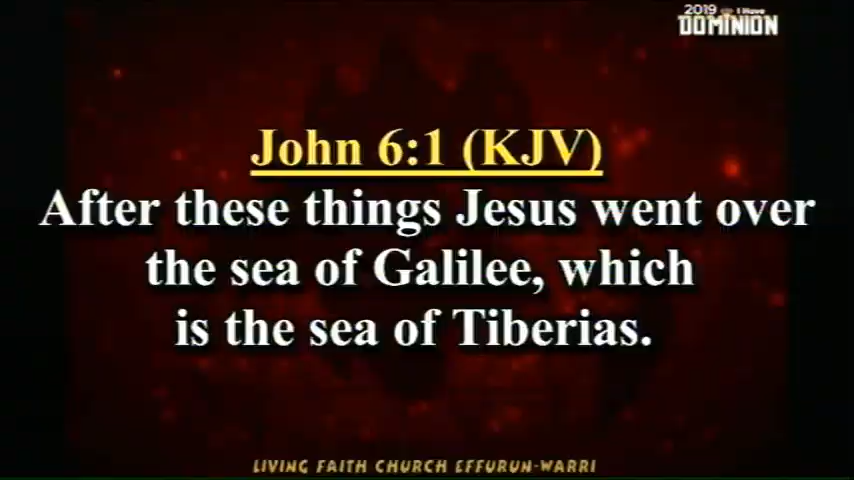 2019 I Have
DOMINION
John 6:1 (KJV)
After these things Jesus went over
the sea of Galilee, which
is the sea of Tiberias.
LIVING FAITH CHURCH EFFURUN-WARRI